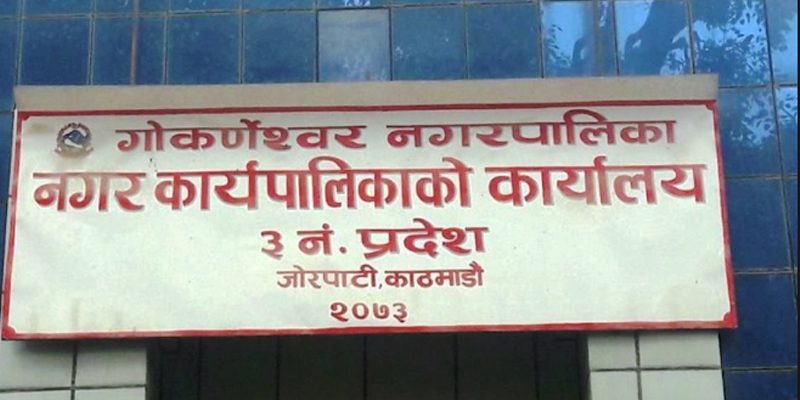 गोकर्णेश्वर नगरपालिका
नगर कार्यपालिकाको कार्यालय
३ नं. प्रदेश
जोरपाटी,काठमाडौ
२०७३